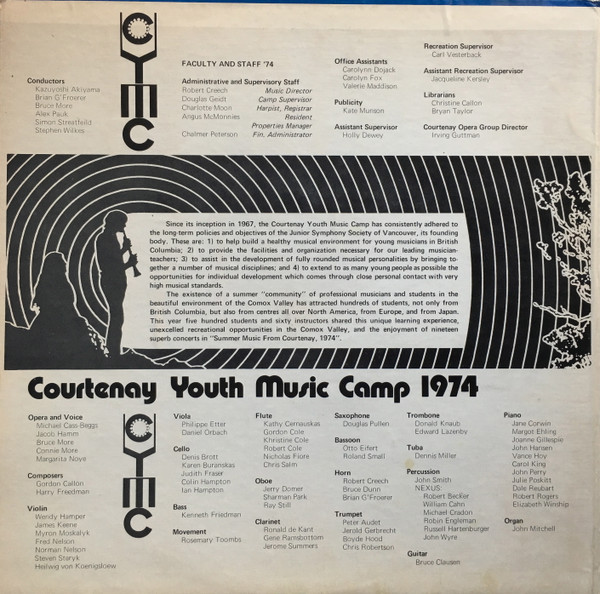 CYMC
FACULTY AND STAFF '74
Conductors
Kazuyoshi Akiyama
Brian G'Froerer
Bruce More
Alex Pauk
Simon Streatfeild
Stephen Wilkes
Administrative and Supervisory Staff
Robert Creech Music Director
Douglas Geidt Camp Supervisor
Charlotte Moon Harpist, Registrar
Angus McMonnies Resident
Properties Manager
Chalmer Peterson Fin. Administrator
Office Assistants
Carolynn Dojack
Carolyn Fox
Valerie Maddison
Publicity
Kate Munson
Assistant Supervisor
Holly Dewey
Recreation Supervisor
Carl Vesterback
Assistant Recreation Supervisor
Jacqueline Kersley
Librarians
Christine Callon
Bryan Taylor
Courtenay Opera Group Director
Irving Guttman
Since its inception in 1967, the Courtenay Youth Music Camp has consistently adhered to
the long-term policies and objectives of the Junior Symphony Society of Vancouver, its founding
body. These are: 1) to help build a healthy musical environment for young musicians in British
Columbia; 2) to provide the facilities and organization necessary for our leading musician-
teachers; 3) to assist in the development of fully rounded musical personalities by bringing to-
gether a number of musical disciplines; and 4) to extend to as many young people as possible the
opportunities for individual development which comes through close personal contact with very
high musical standards.
The existence of a summer "community" of professional musicians and students in the
beautiful environment of the Comox Valley has attracted hundreds of students, not only from
British Columbia, but also from centres all over North America, from Europe, and from Japan.
This year five hundred students and sixty instructors shared this unique learning experience,
unexcelled recreational opportunities in the Comox Valley, and the enjoyment of nineteen
superb concerts in "Summer Music From Courtenay, 1974".
Courtenay Youth Music Camp 1974
Opera and Voice
Michael Cass-Beggs
Jacob Hamm
Bruce More
Connie More
Margarita Noye
Composers
Gordon Callon
Harry Freedman
Violin
Wendy Hamper
James Keene
Myron Moskalyk
Fred Nelson
Norman Nelson
Steven Staryk
Heilwig von Koenigsloew
CYMC
Viola
Philippe Etter
Daniel Orbach
Cello
Denis Brott
Karen Buranskas
Judith Fraser
Colin Hampton
Ian Hampton
Bass
Kenneth Friedman
Movement
Rosemary Toombs
Flute
Kathy Cernauskas
Gordon Cole
Khristine Cole
Robert Cole
Nicholas Fiore
Chris Salm
Oboe
Jerry Domer
Sharman Park
Ray Still
Clarinet
Ronald de Kant
Gene Ramsbottom
Jerome Summers
Saxophone
Douglas Pullen
Bassoon
Otto Eifert
Roland Small
Horn
Robert Creech
Bruce Dunn
Brian G'Froerer
Trumpet
Peter Audet
Jerold Gerbrecht
Boyde Hood
Chris Robertson
Trombone
Donald Knaub
Edward Lazenby
Tuba
Dennis Miller
Percussion
John Smith
NEXUS:
Robert Becker
William Cahn
Michael Cradon
Robin Engleman
Russell Hartenburger
John Wyre
Guitar
Bruce Clausen
Piano
Jane Corwin
Margot Ehling
Joanne Gillespie
John Hansen
Vance Hoy
Carol King
John Perry
Julie Poskitt
Dale Reubart
Robert Rogers
Elizabeth Winship
Organ
John Mitchell